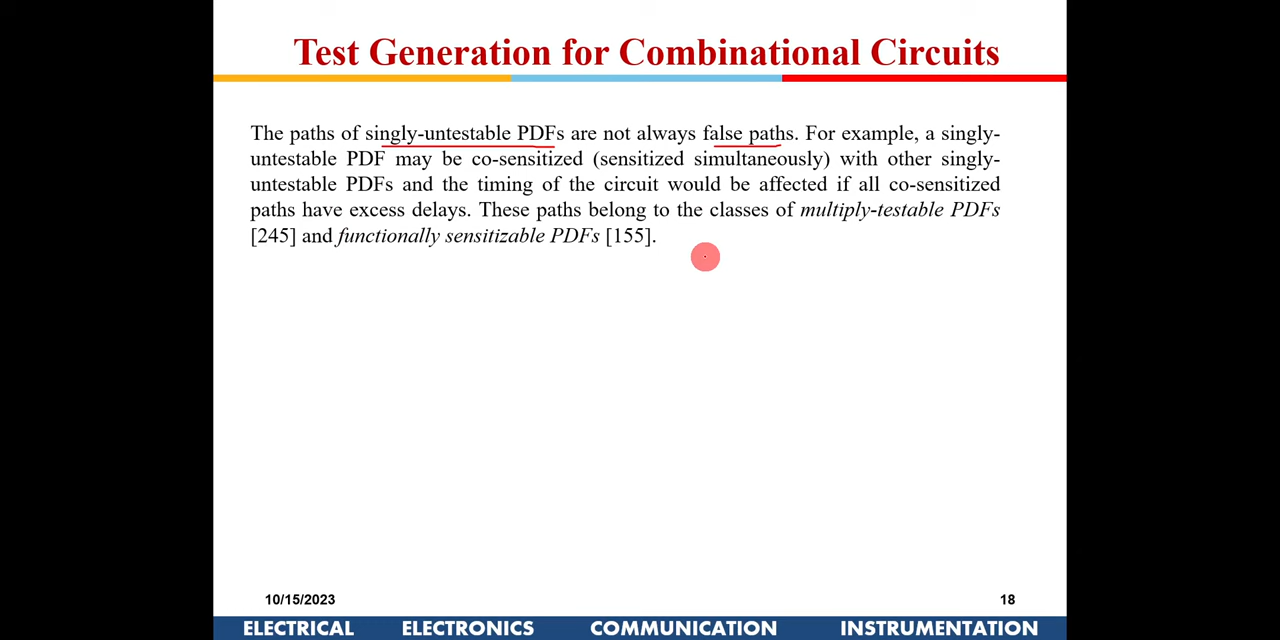 Test Generation for Combinational Circuits
The paths of singly-untestable PDFs are not always false paths. For example, a singly-
untestable PDF may be co-sensitized (sensitized simultaneously) with other singly-
untestable PDFs and the timing of the circuit would be affected if all co-sensitized
paths have excess delays. These paths belong to the classes of multiply-testable PDFs
[245] and functionally sensitizable PDFs [155].
10/15/2023
18
ELECTRICAL ELECTRONICS COMMUNICATION INSTRUMENTATION